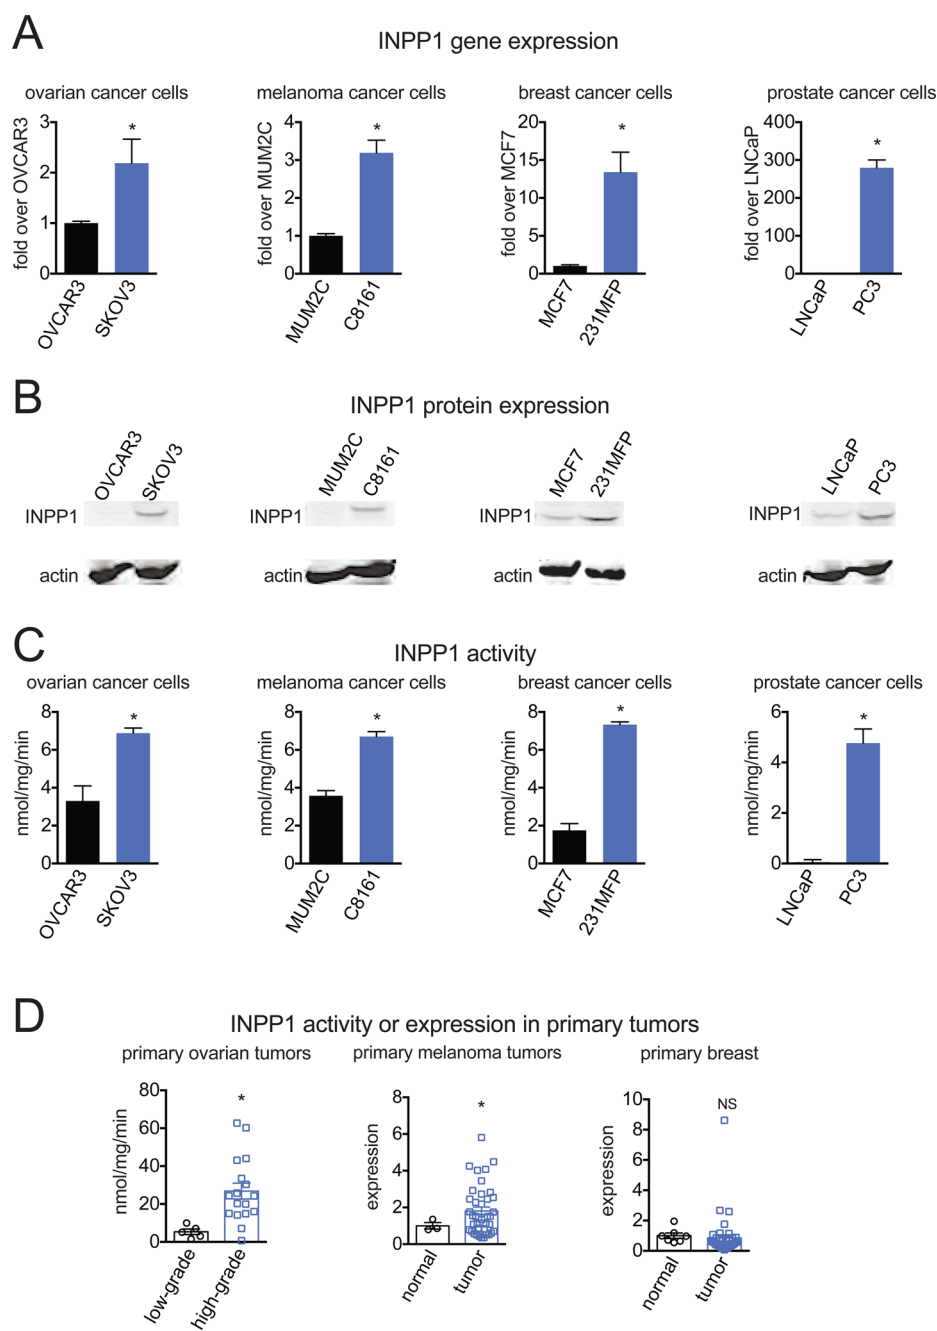 A
INPP1 gene expression
ovarian cancer cells
melanoma cancer cells
breast cancer cells
prostate cancer cells
fold over OVCAR3
3
2
1
0
*
OVCAR3
SKOV3
fold over MUM2C
4
3
2
1
0
*
MUM2C
C8161
fold over MCF7
20
15
10
5
0
*
MCF7
231MFP
fold over LNCaP
400
300
200
100
0
*
LNCaP
PC3
B
INPP1 protein expression
OVCAR3
SKOV3
MUM2C
C8161
MCF7
231MFP
LNCaP
PC3
INPP1
INPP1
INPP1
INPP1
actin
actin
actin
actin
C
INPP1 activity
ovarian cancer cells
melanoma cancer cells
breast cancer cells
prostate cancer cells
nmol/mg/min
8
6
4
2
0
*
OVCAR3
SKOV3
nmol/mg/min
8
6
4
2
0
*
MUM2C
C8161
nmol/mg/min
8
6
4
2
0
*
MCF7
231MFP
nmol/mg/min
6
4
2
0
*
LNCaP
PC3
D
INPP1 activity or expression in primary tumors
primary ovarian tumors
primary melanoma tumors
primary breast
nmol/mg/min
80
60
40
20
0
*
low-grade
high-grade
expression
8
6
4
2
0
*
normal
tumor
expression
10
8
6
4
2
0
NS
normal
tumor